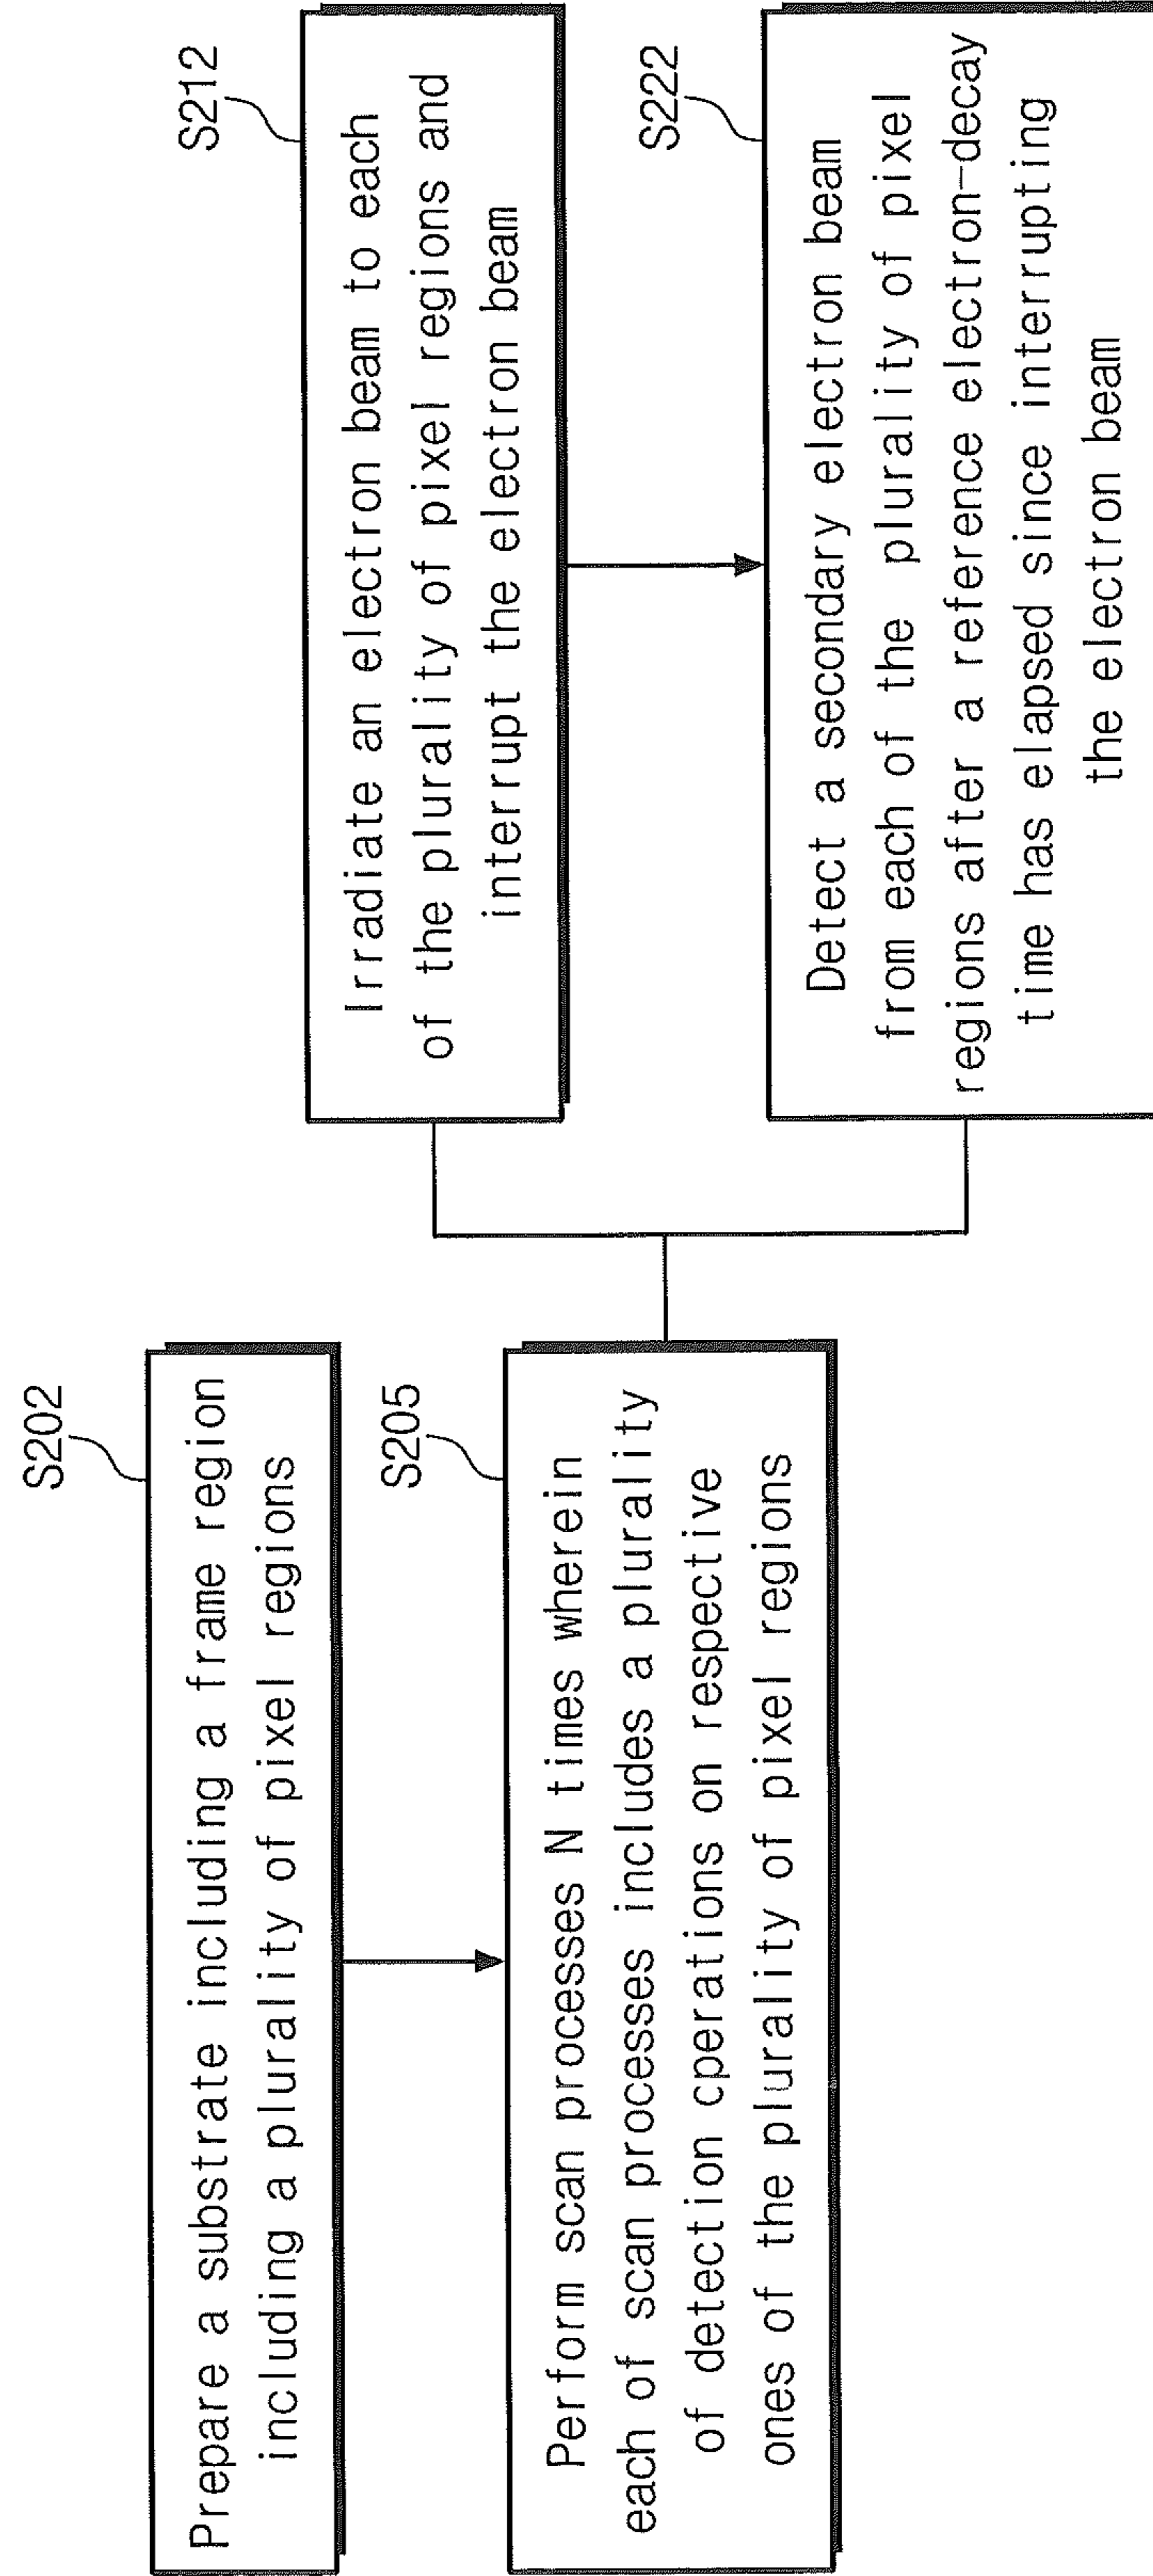 S202
Prepare a substrate including a frame region
including a plurality of pixel regions
S205
Perform scan processes N times wherein
each of scan processes includes a plurality
of detection cperations on respective
ones of the plurality of pixel regions
S212
Irradiate an electron beam to each
of the plurality of pixel regions and
interrupt the electron beam
S222
Detect a secondary electron beam
from each of the plurality of pixel
regions after a reference electron-decay
time has elapsed since interrupting
the electron beam